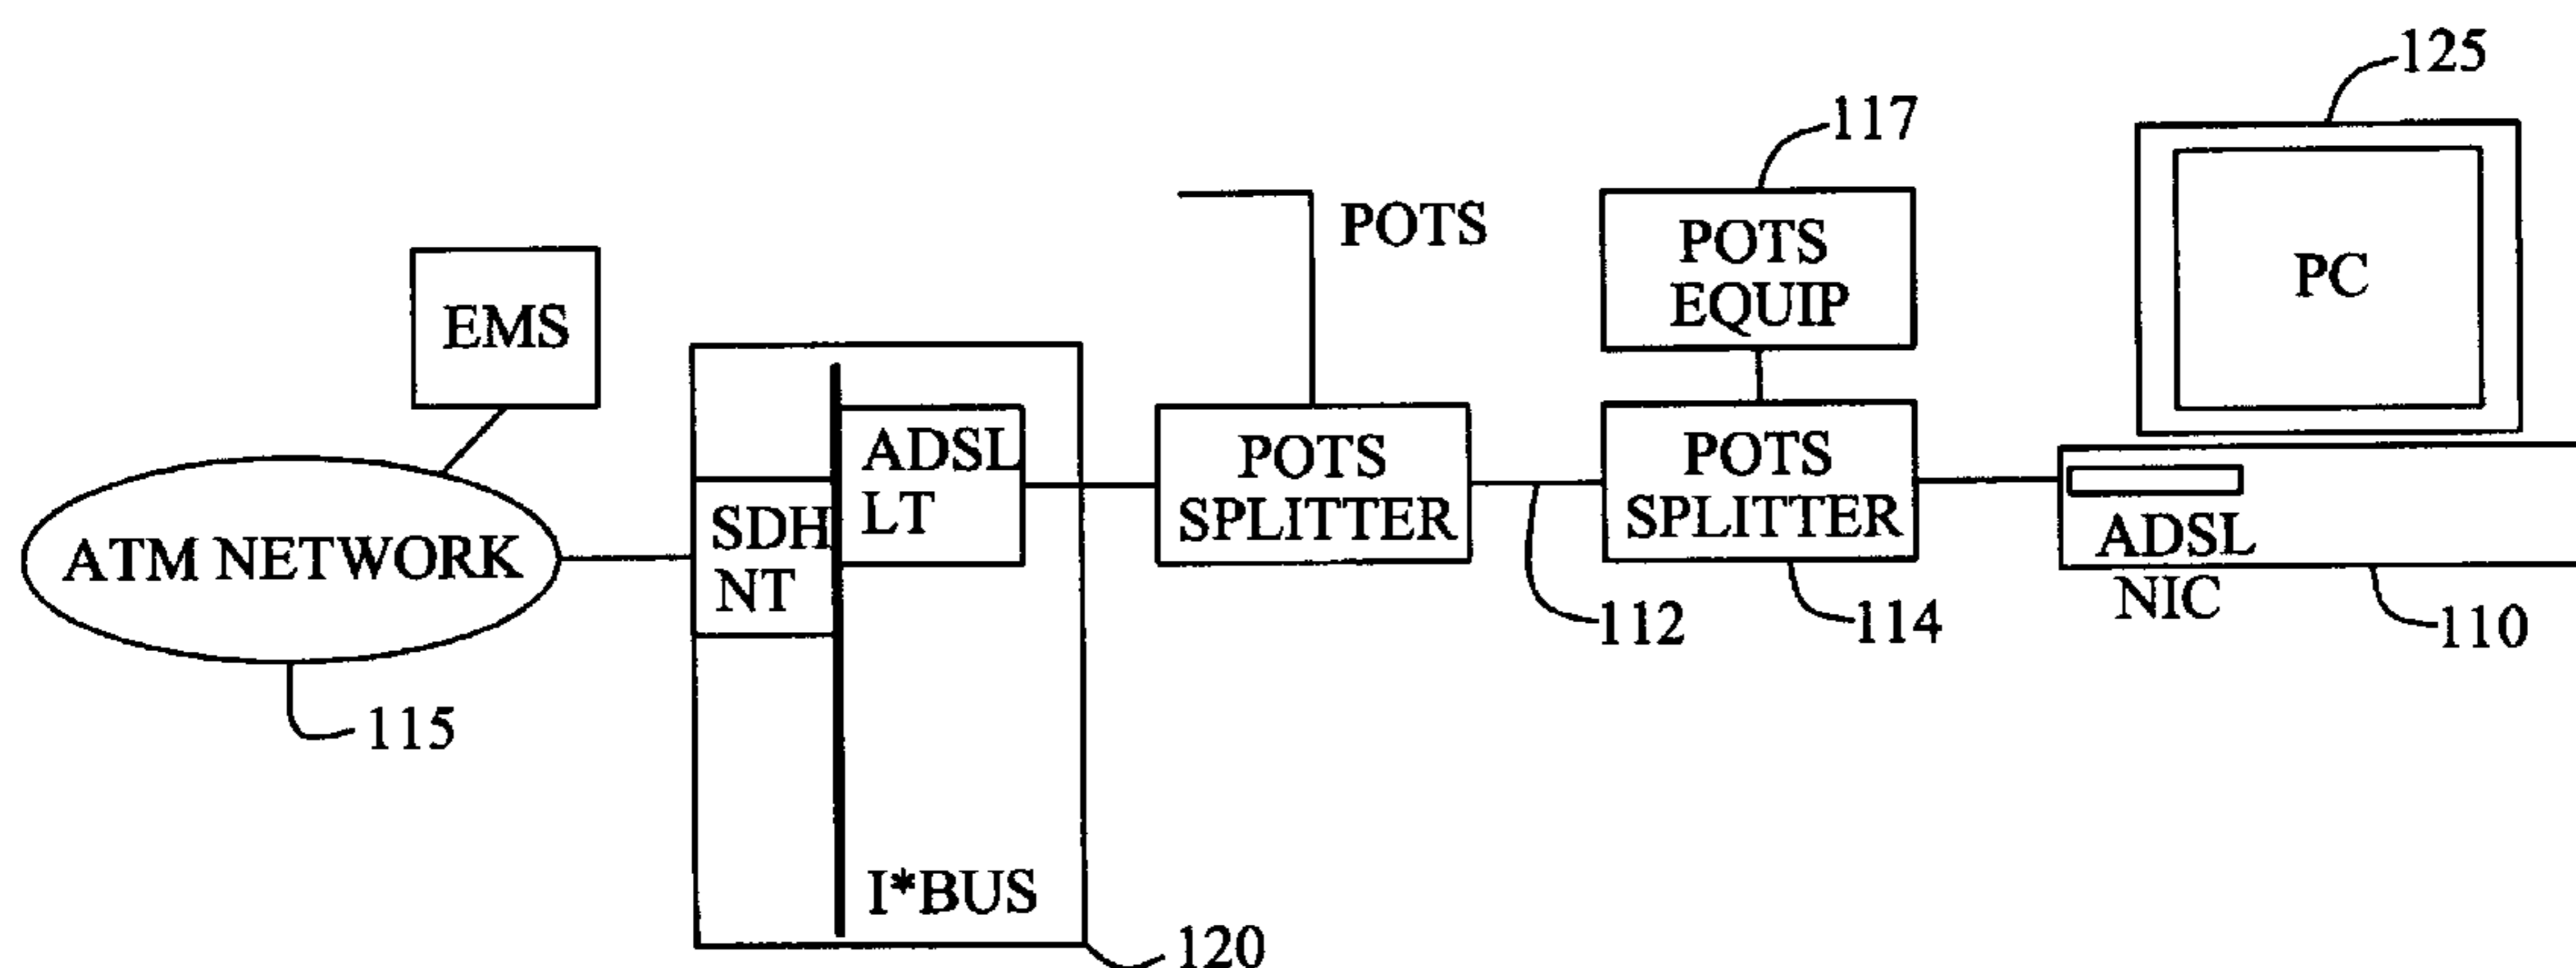 125
117
POTS
POTS
EQUIP
PC
EMS
ADSL
LT
POTS
SPLITTER
POTS
SPLITTER
SDH
NT
ATM NETWORK
ADSL
NIC
112
114
110
115
I*BUS
120